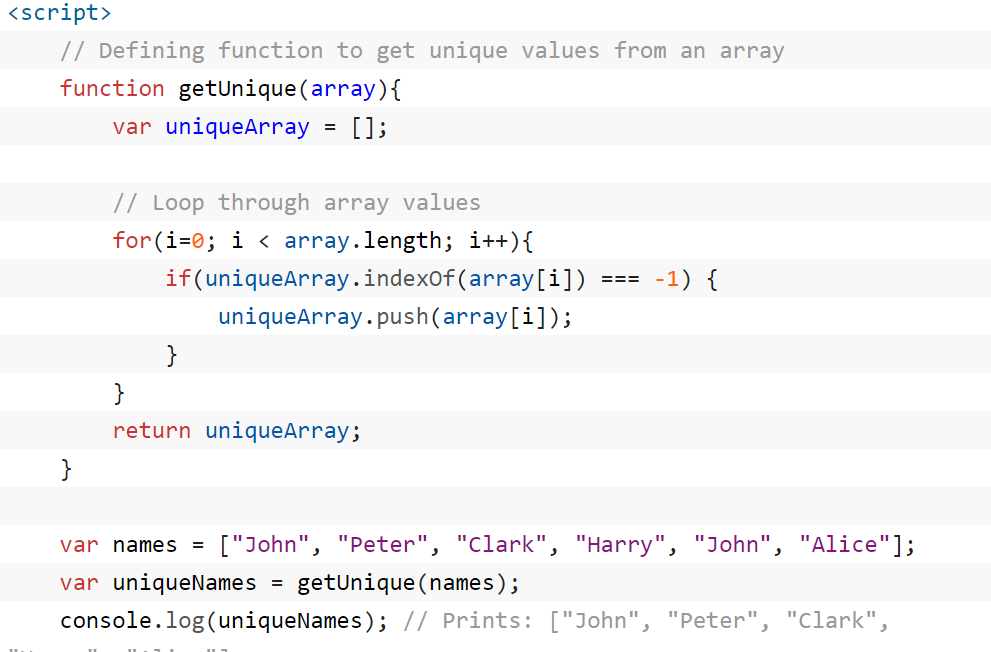 <script>
    // Defining function to get unique values from an array
    function getUnique(array){
        var uniqueArray = [];

        // Loop through array values
        for(i=0; i < array.length; i++){
            if(uniqueArray.indexOf(array[i]) === -1) {
                uniqueArray.push(array[i]);
            }
        }
        return uniqueArray;
    }

    var names = ["John", "Peter", "Clark", "Harry", "John", "Alice"];
    var uniqueNames = getUnique(names);
    console.log(uniqueNames); // Prints: ["John", "Peter", "Clark",